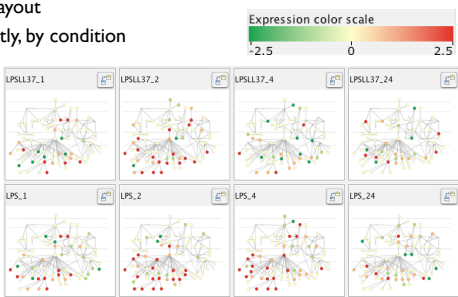 ayout
tly, by condition
Expression color scale
-2.5 0 2.5
LPSLL37_1 LPSLL37_2 LPSLL37_4 LPSLL37_24
LPS_1 LPS_2 LPS_4 LPS_24